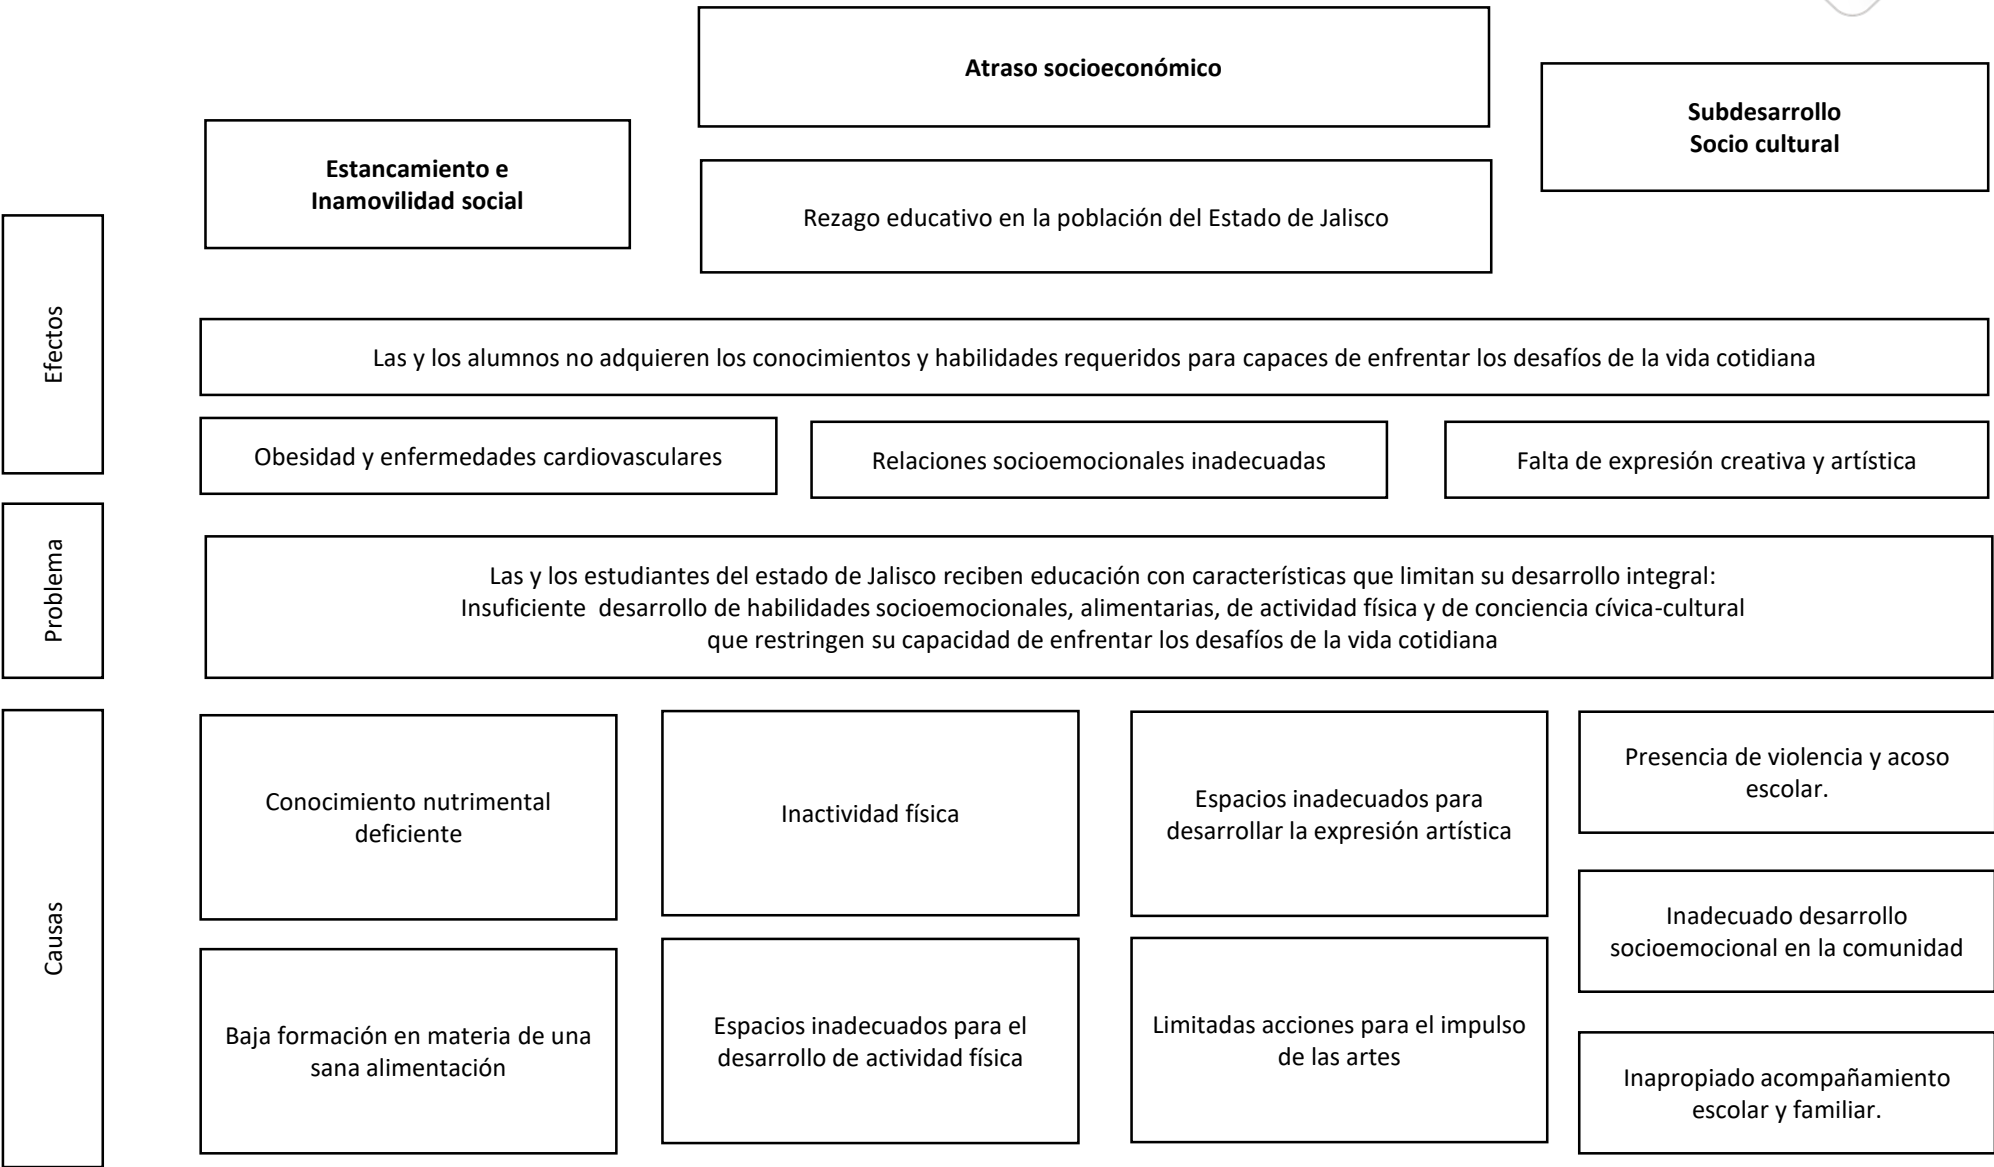 Atraso socioeconómico
Subdesarrollo
Socio cultural
Estancamiento e
Inamovilidad social
Rezago educativo en la población del Estado de Jalisco
Efectos
Las y los alumnos no adquieren los conocimientos y habilidades requeridos para capaces de enfrentar los desafíos de la vida cotidiana
Obesidad y enfermedades cardiovasculares
Relaciones socioemocionales inadecuadas
Falta de expresión creativa y artística
Problema
Las y los estudiantes del estado de Jalisco reciben educación con características que limitan su desarrollo integral:
Insuficiente desarrollo de habilidades socioemocionales, alimentarias, de actividad física y de conciencia cívica-cultural
que restringen su capacidad de enfrentar los desafíos de la vida cotidiana
Causas
Conocimiento nutrimental
deficiente
Inactividad física
Espacios inadecuados para
desarrollar la expresión artística
Presencia de violencia y acoso
escolar.
Inadecuado desarrollo
socioemocional en la comunidad
Baja formación en materia de una
sana alimentación
Espacios inadecuados para el
desarrollo de actividad física
Limitadas acciones para el impulso
de las artes
Inapropiado acompañamiento
escolar y familiar.